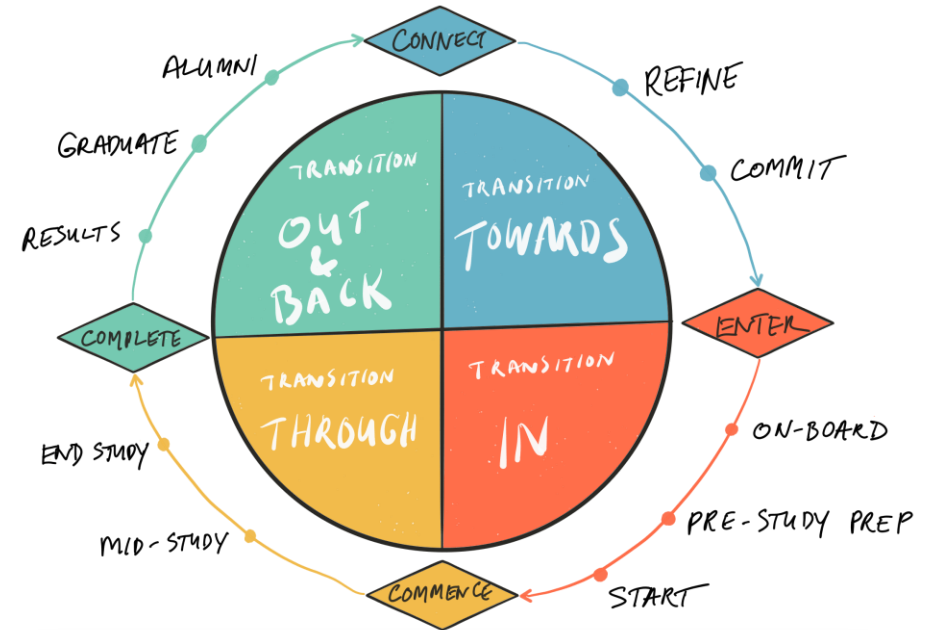 CONNECT
REFINE
COMMIT
ENTER
ON-BOARD
PRE-STUDY PREP
START
COMMENCE
MID-STUDY
END STUDY
COMPLETE
RESULTS
GRADUATE
ALUMNI
TRANSITION
TOWARDS
TRANSITION
IN
TRANSITION
THROUGH
TRANSITION
OUT
&
BACK